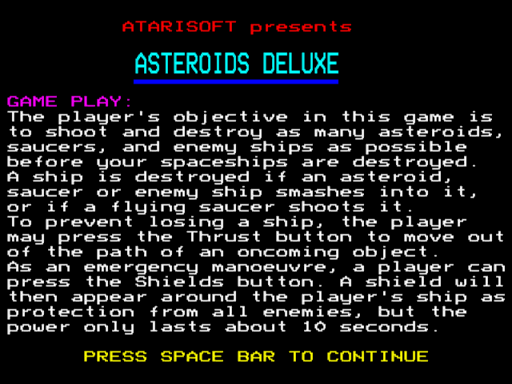 ATARISOFT presents
ASTEROIDS DELUXE
GAME PLAY:
The player's objective in this game is
to shoot and destroy as many asteroids,
saucers, and enemy ships as possible
before your spaceships are destroyed.
A ship is destroyed if an asteroid,
saucer or enemy ship smashes into it,
or if a flying saucer shoots it.
To prevent losing a ship, the player
may press the Thrust button to move out
of the path of an oncoming object.
As an emergency manoeuvre, a player can
press the Shields button. A shield will
then appear around the player's ship as
protection from all enemies, but the
power only lasts about 10 seconds.
PRESS SPACE BAR TO CONTINUE